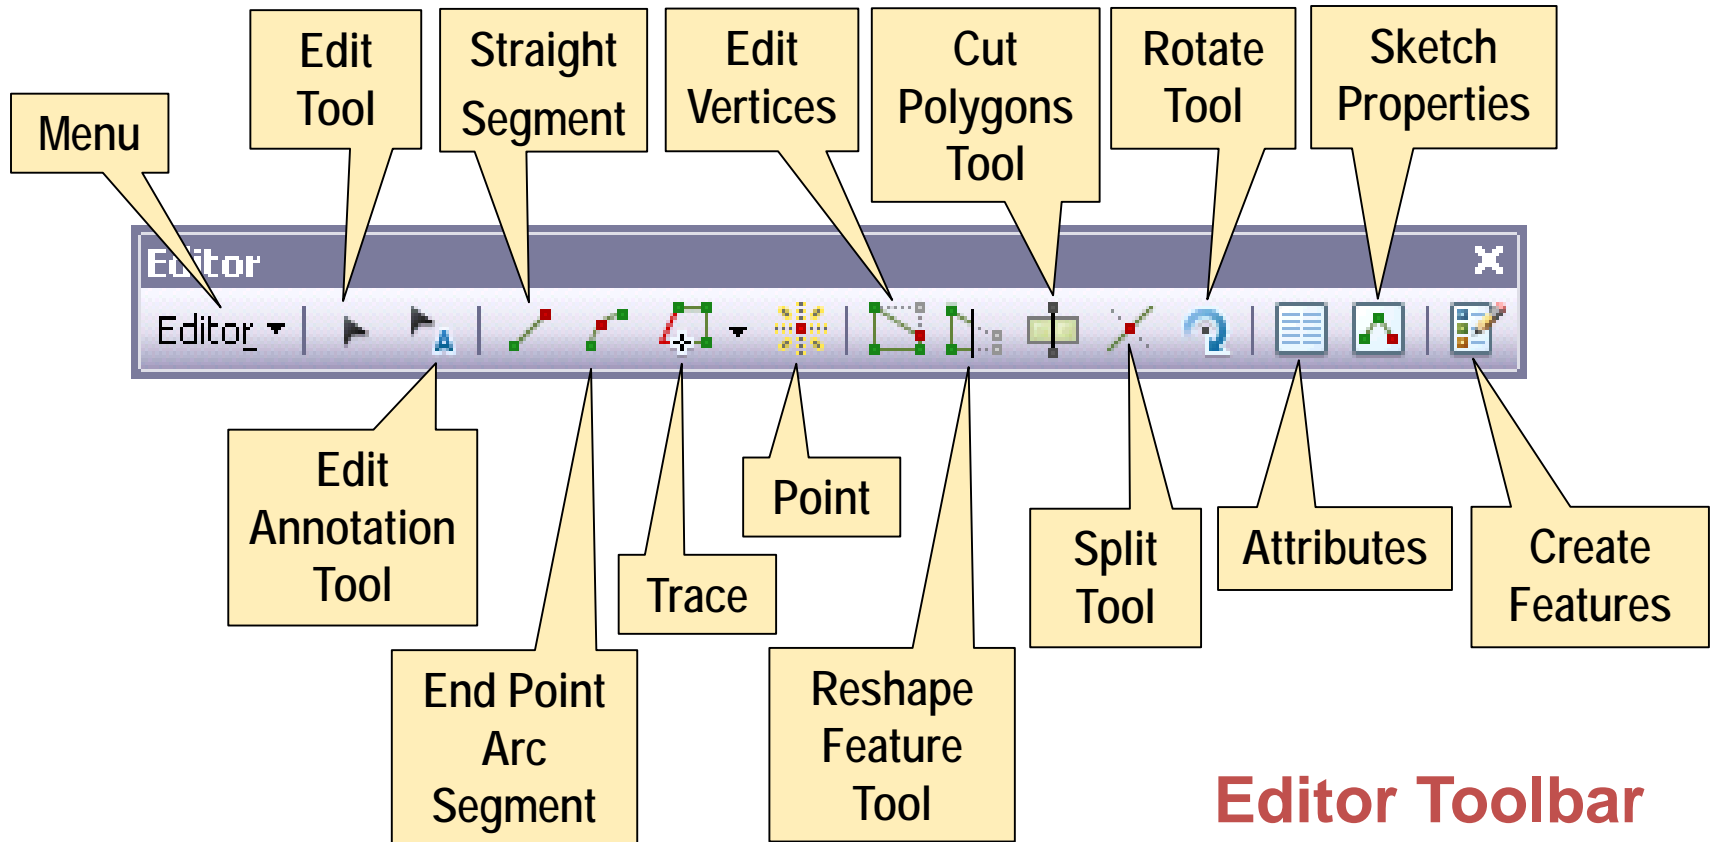 Menu
Edit
Tool
Straight
Segment
Edit
Vertices
Cut
Polygons
Tool
Rotate
Tool
Sketch
Properties
Editor
Editor
A
Edit
Annotation
Tool
End Point
Arc
Segment
Trace
Point
Reshape
Feature
Tool
Split
Tool
Attributes
Create
Features
Editor Toolbar